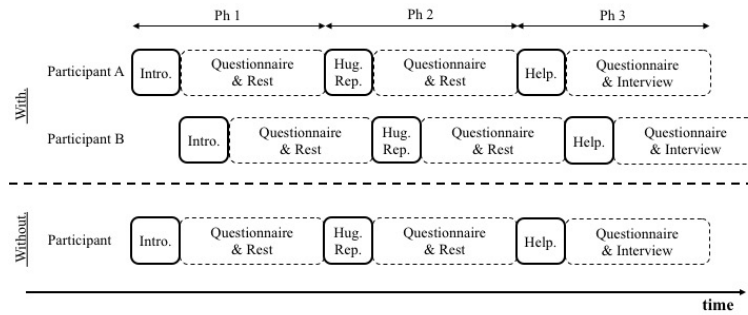 Ph 1 Ph 2 Ph 3
With.
Participant A
Intro.
Questionnaire
& Rest
Hug.
Rep.
Questionnaire
& Rest
Help.
Questionnaire
& Interview
Participant B
Intro.
Questionnaire
& Rest
Hug.
Rep.
Questionnaire
& Rest
Help.
Questionnaire
& Interview
Without.
Participant
Intro.
Questionnaire
& Rest
Hug.
Rep.
Questionnaire
& Rest
Help.
Questionnaire
& Interview
time